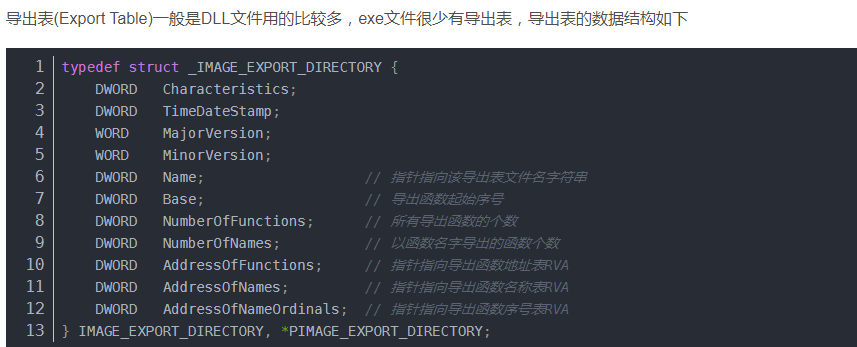 导出表(Export Table)一般是DLL文件用的比较多，exe文件很少有导出表，导出表的数据结构如下
1 typedef struct _IMAGE_EXPORT_DIRECTORY {
2     DWORD   Characteristics;
3     DWORD   TimeDateStamp;
4     WORD    MajorVersion;
5     WORD    MinorVersion;
6     DWORD   Name;                   // 指针指向该导出表文件名字符串
7     DWORD   Base;                   // 导出函数起始序号
8     DWORD   NumberOfFunctions;      // 所有导出函数的个数
9     DWORD   NumberOfNames;          // 以函数名字导出的函数个数
10     DWORD   AddressOfFunctions;     // 指针指向导出函数地址表RVA
11     DWORD   AddressOfNames;         // 指针指向导出函数名称表RVA
12     DWORD   AddressOfNameOrdinals;  // 指针指向导出函数序号表RVA
13 } IMAGE_EXPORT_DIRECTORY, *PIMAGE_EXPORT_DIRECTORY;